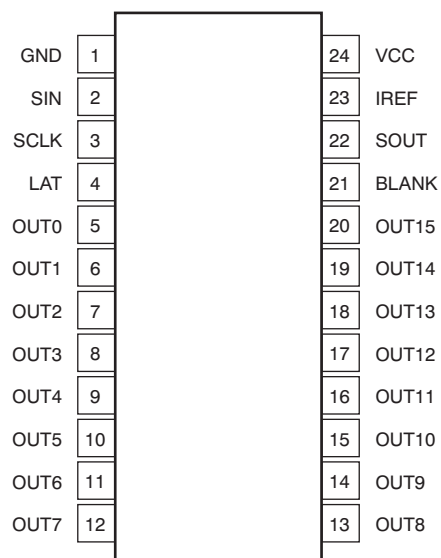 GND 1 24 VCC
SIN 2 23 IREF
SCLK 3 22 SOUT
LAT 4 21 BLANK
OUT0 5 20 OUT15
OUT1 6 19 OUT14
OUT2 7 18 OUT13
OUT3 8 17 OUT12
OUT4 9 16 OUT11
OUT5 10 15 OUT10
OUT6 11 14 OUT9
OUT7 12 13 OUT8